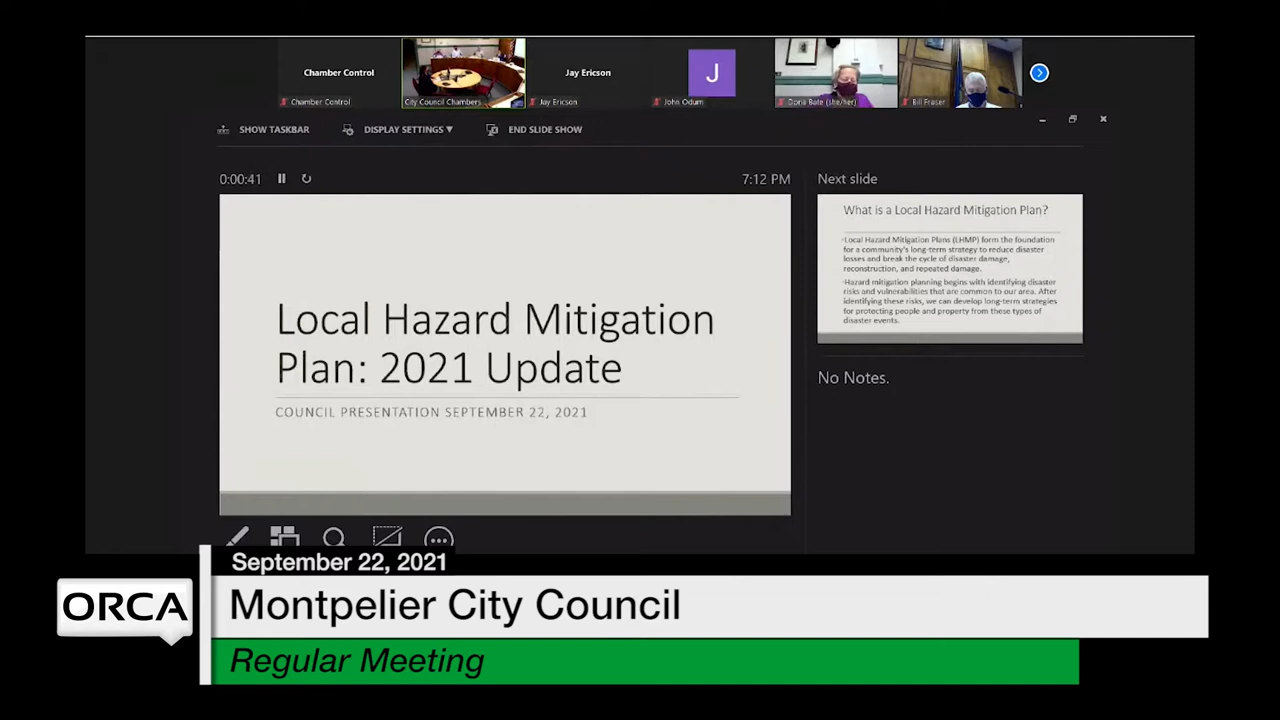 Chamber Control
Jay Ericson
J
Chamber Control
City Council Chambers
Jay Ericson
John Odum
Dona Bate (she/her)
Bill Fraser
SHOW TASKBAR
DISPLAY SETTINGS
END SLIDE SHOW
0:00:41
7:12 PM
Next slide
Local Hazard Mitigation
Plan: 2021 Update
COUNCIL PRESENTATION SEPTEMBER 22, 2021
What is a Local Hazard Mitigation Plan?
Local Hazard Mitigation Plans (LHMP) form the foundation
for a community's long-term strategy to reduce disaster
losses and break the cycle of disaster damage,
reconstruction, and repeated damage.
Hazard mitigation planning begins with identifying disaster
risks and vulnerabilities that are common to our area. After
identifying these risks, we can develop long-term strategies
for protecting people and property from these types of
disaster events.
No Notes.
September 22, 2021
ORCA
Montpelier City Council
Regular Meeting